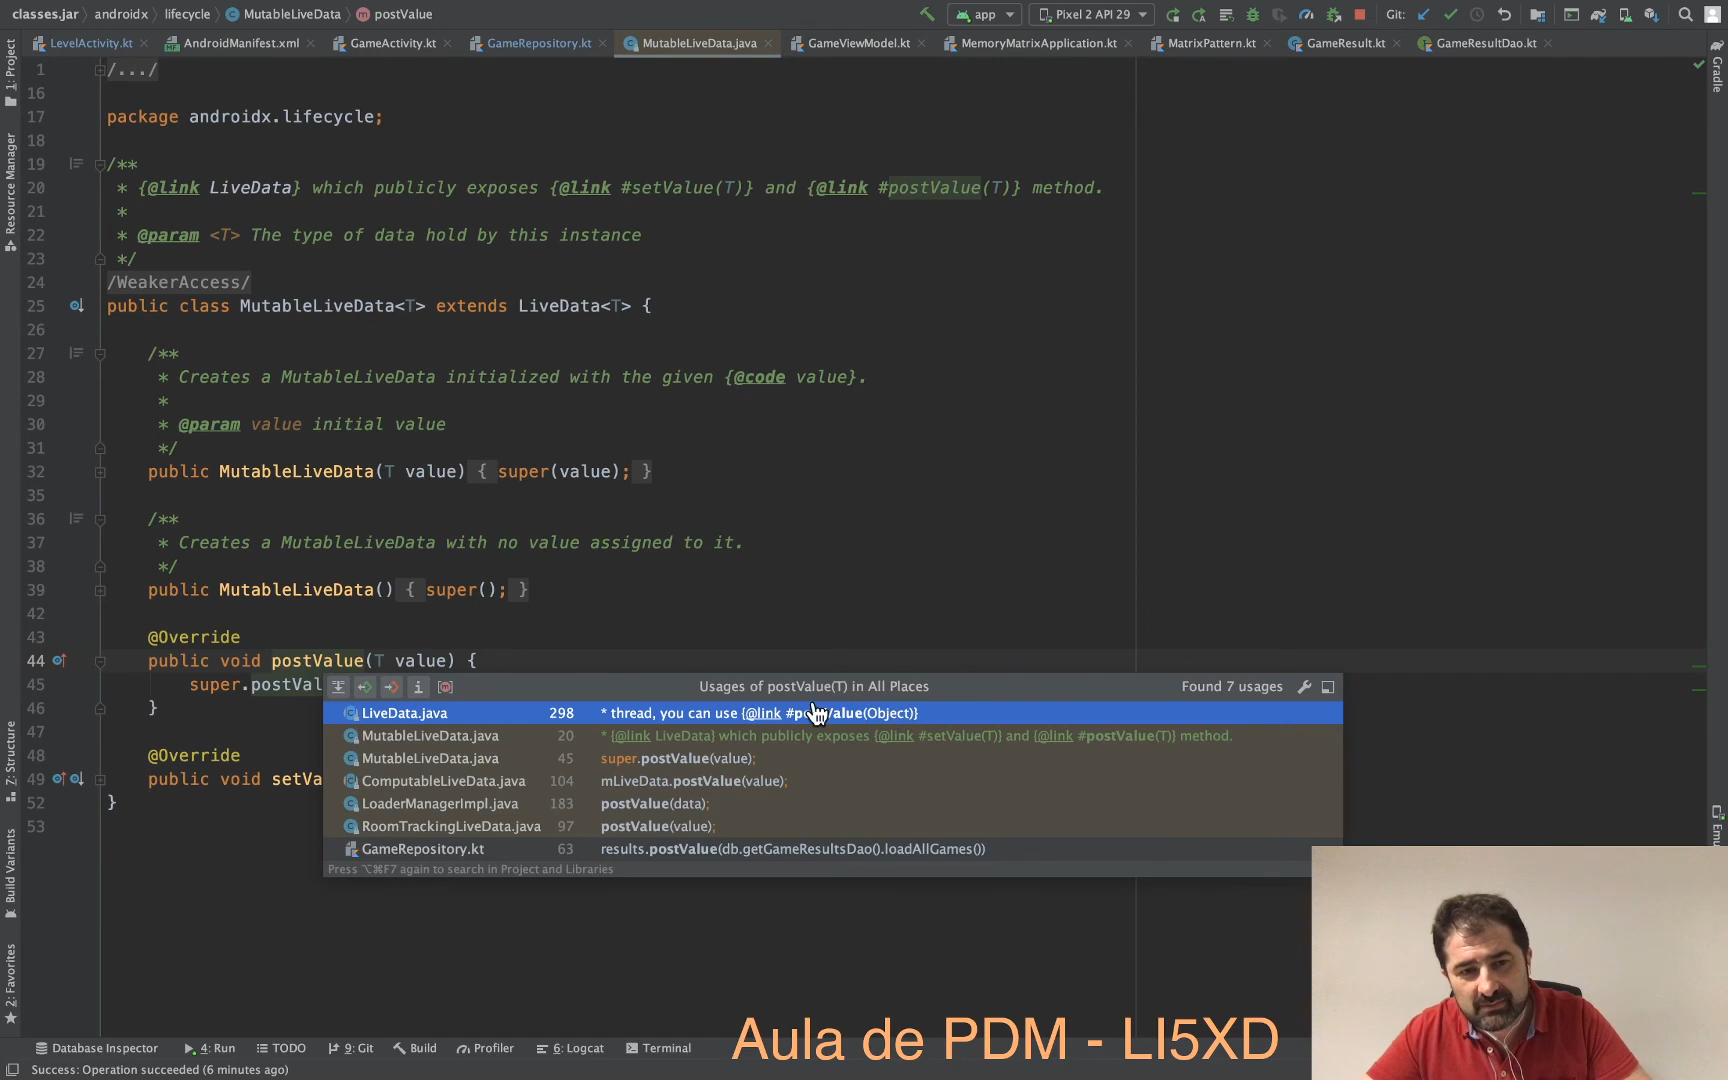 classes.jar androidx lifecycle MutableLiveData postValue app Pixel 2 API 29 Git:
LevelActivity.kt AndroidManifest.xml GameActivity.kt GameRepository.kt MutableLiveData.java GameViewModel.kt MemoryMatrixApplication.kt MatrixPattern.kt GameResult.kt GameResultDao.kt
1: Project
Resource Manager
Z: Structure
Build Variants
2: Favorites
Gradle
1 /.../
16
17 package androidx.lifecycle;
18
19 /**
20 * {@link LiveData} which publicly exposes {@link #setValue(T)} and {@link #postValue(T)} method.
21 *
22 * @param <T> The type of data hold by this instance
23 */
24 /WeakerAccess/
25 public class MutableLiveData<T> extends LiveData<T> {
26
27 /**
28 * Creates a MutableLiveData initialized with the given {@code value}.
29 *
30 * @param value initial value
31 */
32 public MutableLiveData(T value) { super(value); }
35
36 /**
37 * Creates a MutableLiveData with no value assigned to it.
38 */
39 public MutableLiveData() { super(); }
42
43 @Override
44 public void postValue(T value) {
45 super.postVal
46 }
47
48 @Override
49 public void setVa
52 }
53
Usages of postValue(T) in All Places Found 7 usages
LiveData.java 298 * thread, you can use {@link #postValue(Object)}
MutableLiveData.java 20 * {@link LiveData} which publicly exposes {@link #setValue(T)} and {@link #postValue(T)} method.
MutableLiveData.java 45 super.postValue(value);
ComputableLiveData.java 104 mLiveData.postValue(value);
LoaderManagerImpl.java 183 postValue(data);
RoomTrackingLiveData.java 97 postValue(value);
GameRepository.kt 63 results.postValue(db.getGameResultsDao().loadAllGames())
Press ⌥⌘F7 again to search in Project and Libraries
Aula de PDM - LI5XD
Database Inspector 4: Run TODO 9: Git Build Profiler 6: Logcat Terminal
Success: Operation succeeded (6 minutes ago)